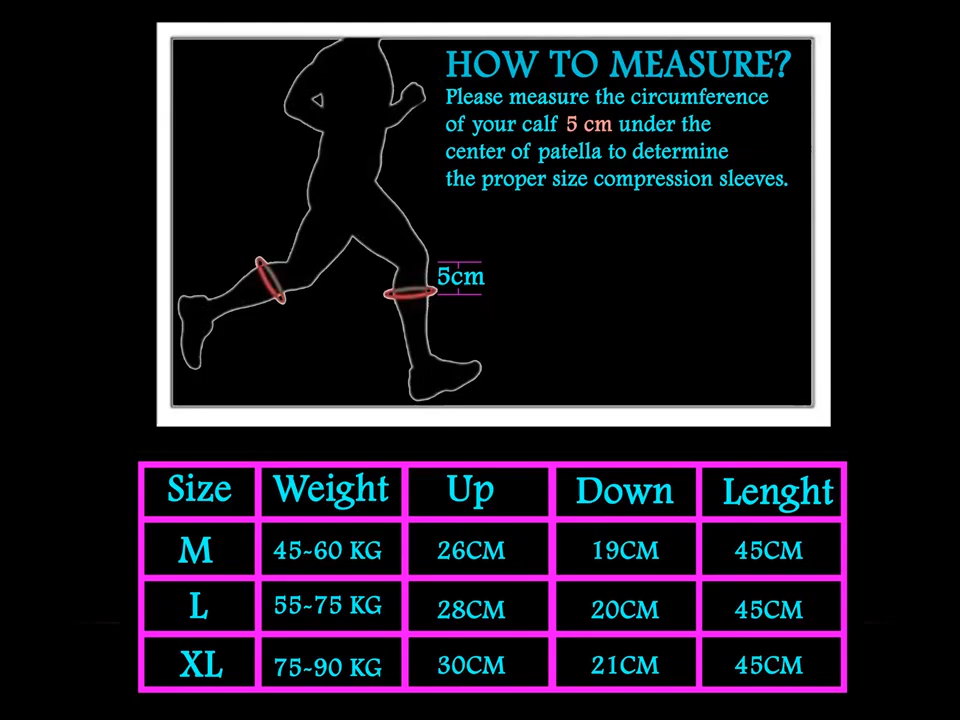 HOW TO MEASURE?
Please measure the circumference
of your calf 5 cm under the
center of patella to determine
the proper size compression sleeves.
5cm
Size Weight Up Down Lenght
M 45-60 KG 26CM 19CM 45CM
L 55-75 KG 28CM 20CM 45CM
XL 75-90 KG 30CM 21CM 45CM